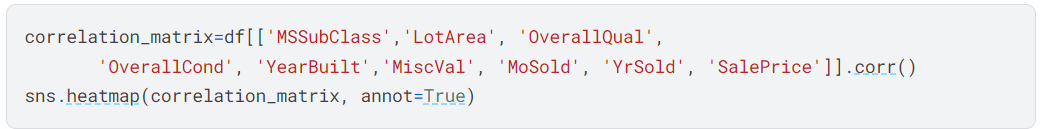 correlation_matrix=df[['MSSubClass','LotArea', 'OverallQual',
'OverallCond', 'YearBuilt','MiscVal', 'MoSold', 'YrSold', 'SalePrice']].corr()
sns.heatmap(correlation_matrix, annot=True)